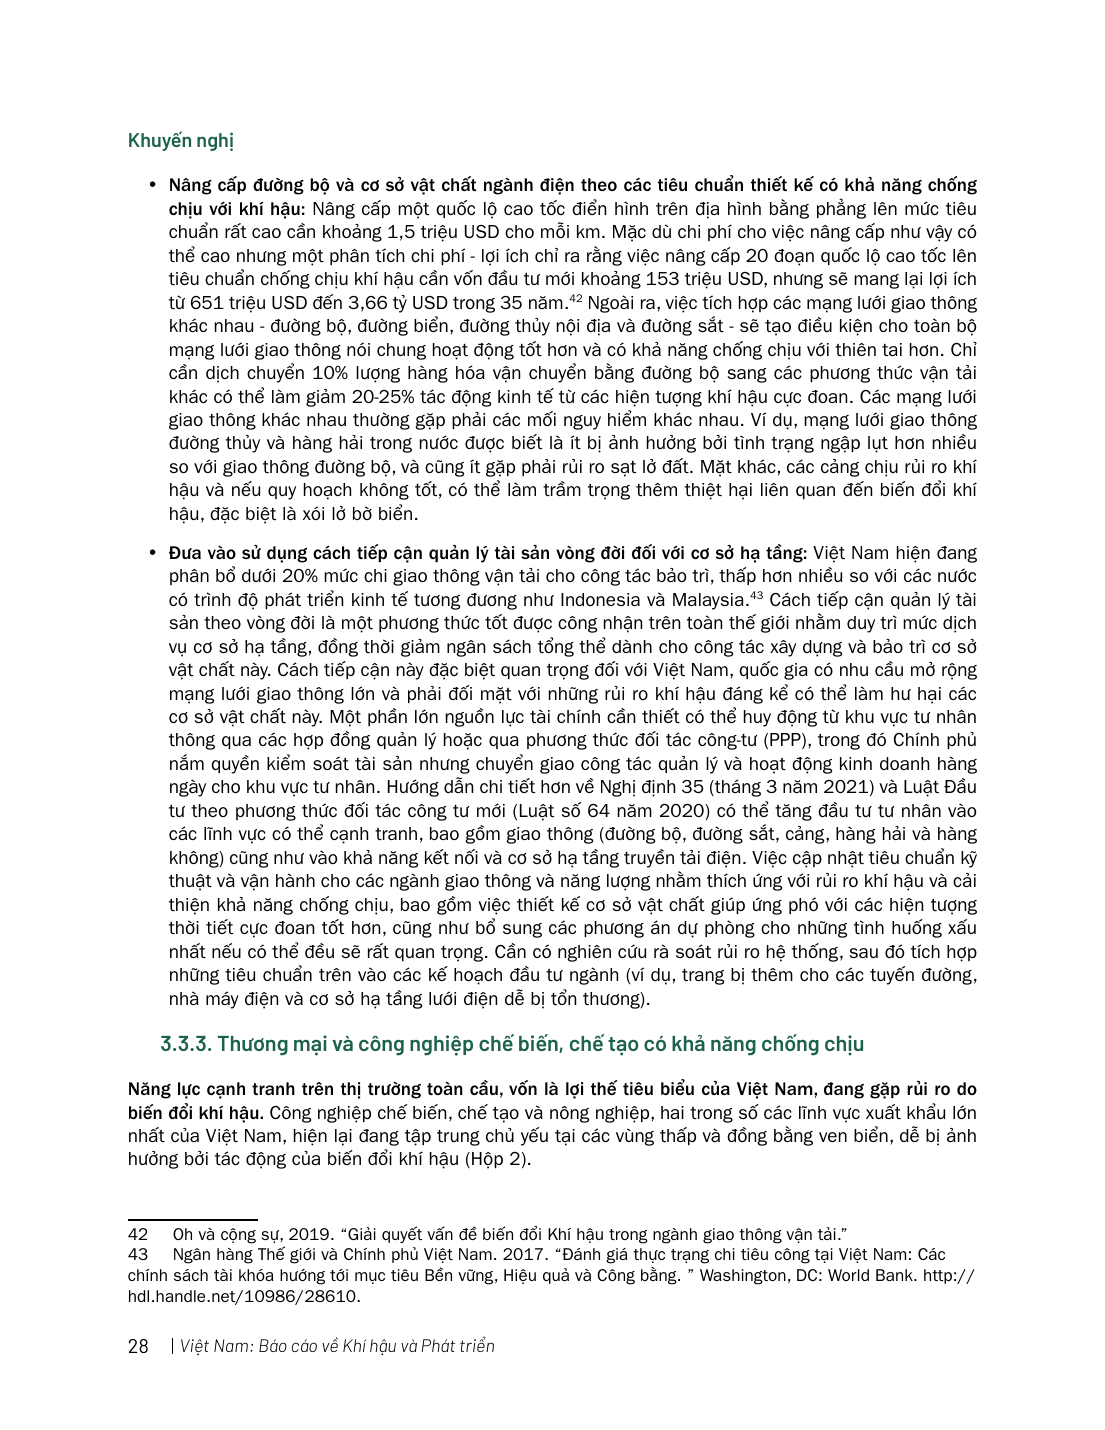 Khuyến nghị
• Nâng cấp đường bộ và cơ sở vật chất ngành điện theo các tiêu chuẩn thiết kế có khả năng chống
chịu với khí hậu: Nâng cấp một quốc lộ cao tốc điển hình trên địa hình bằng phẳng lên mức tiêu
chuẩn rất cao cần khoảng 1,5 triệu USD cho mỗi km. Mặc dù chi phí cho việc nâng cấp như vậy có
thể cao nhưng một phân tích chi phí - lợi ích chỉ ra rằng việc nâng cấp 20 đoạn quốc lộ cao tốc lên
tiêu chuẩn chống chịu khí hậu cần vốn đầu tư mới khoảng 153 triệu USD, nhưng sẽ mang lại lợi ích
từ 651 triệu USD đến 3,66 tỷ USD trong 35 năm.42 Ngoài ra, việc tích hợp các mạng lưới giao thông
khác nhau - đường bộ, đường biển, đường thủy nội địa và đường sắt - sẽ tạo điều kiện cho toàn bộ
mạng lưới giao thông nói chung hoạt động tốt hơn và có khả năng chống chịu với thiên tai hơn. Chỉ
cần dịch chuyển 10% lượng hàng hóa vận chuyển bằng đường bộ sang các phương thức vận tải
khác có thể làm giảm 20-25% tác động kinh tế từ các hiện tượng khí hậu cực đoan. Các mạng lưới
giao thông khác nhau thường gặp phải các mối nguy hiểm khác nhau. Ví dụ, mạng lưới giao thông
đường thủy và hàng hải trong nước được biết là ít bị ảnh hưởng bởi tình trạng ngập lụt hơn nhiều
so với giao thông đường bộ, và cũng ít gặp phải rủi ro sạt lở đất. Mặt khác, các cảng chịu rủi ro khí
hậu và nếu quy hoạch không tốt, có thể làm trầm trọng thêm thiệt hại liên quan đến biến đổi khí
hậu, đặc biệt là xói lở bờ biển.
• Đưa vào sử dụng cách tiếp cận quản lý tài sản vòng đời đối với cơ sở hạ tầng: Việt Nam hiện đang
phân bổ dưới 20% mức chi giao thông vận tải cho công tác bảo trì, thấp hơn nhiều so với các nước
có trình độ phát triển kinh tế tương đương như Indonesia và Malaysia.43 Cách tiếp cận quản lý tài
sản theo vòng đời là một phương thức tốt được công nhận trên toàn thế giới nhằm duy trì mức dịch
vụ cơ sở hạ tầng, đồng thời giảm ngân sách tổng thể dành cho công tác xây dựng và bảo trì cơ sở
vật chất này. Cách tiếp cận này đặc biệt quan trọng đối với Việt Nam, quốc gia có nhu cầu mở rộng
mạng lưới giao thông lớn và phải đối mặt với những rủi ro khí hậu đáng kể có thể làm hư hại các
cơ sở vật chất này. Một phần lớn nguồn lực tài chính cần thiết có thể huy động từ khu vực tư nhân
thông qua các hợp đồng quản lý hoặc qua phương thức đối tác công-tư (PPP), trong đó Chính phủ
nắm quyền kiểm soát tài sản nhưng chuyển giao công tác quản lý và hoạt động kinh doanh hàng
ngày cho khu vực tư nhân. Hướng dẫn chi tiết hơn về Nghị định 35 (tháng 3 năm 2021) và Luật Đầu
tư theo phương thức đối tác công tư mới (Luật số 64 năm 2020) có thể tăng đầu tư tư nhân vào
các lĩnh vực có thể cạnh tranh, bao gồm giao thông (đường bộ, đường sắt, cảng, hàng hải và hàng
không) cũng như vào khả năng kết nối và cơ sở hạ tầng truyền tải điện. Việc cập nhật tiêu chuẩn kỹ
thuật và vận hành cho các ngành giao thông và năng lượng nhằm thích ứng với rủi ro khí hậu và cải
thiện khả năng chống chịu, bao gồm việc thiết kế cơ sở vật chất giúp ứng phó với các hiện tượng
thời tiết cực đoan tốt hơn, cũng như bổ sung các phương án dự phòng cho những tình huống xấu
nhất nếu có thể đều sẽ rất quan trọng. Cần có nghiên cứu rà soát rủi ro hệ thống, sau đó tích hợp
những tiêu chuẩn trên vào các kế hoạch đầu tư ngành (ví dụ, trang bị thêm cho các tuyến đường,
nhà máy điện và cơ sở hạ tầng lưới điện dễ bị tổn thương).
3.3.3. Thương mại và công nghiệp chế biến, chế tạo có khả năng chống chịu
Năng lực cạnh tranh trên thị trường toàn cầu, vốn là lợi thế tiêu biểu của Việt Nam, đang gặp rủi ro do
biến đổi khí hậu. Công nghiệp chế biến, chế tạo và nông nghiệp, hai trong số các lĩnh vực xuất khẩu lớn
nhất của Việt Nam, hiện lại đang tập trung chủ yếu tại các vùng thấp và đồng bằng ven biển, dễ bị ảnh
hưởng bởi tác động của biến đổi khí hậu (Hộp 2).
42 Oh và cộng sự, 2019. “Giải quyết vấn đề biến đổi Khí hậu trong ngành giao thông vận tải.”
43 Ngân hàng Thế giới và Chính phủ Việt Nam. 2017. “Đánh giá thực trạng chi tiêu công tại Việt Nam: Các
chính sách tài khóa hướng tới mục tiêu Bền vững, Hiệu quả và Công bằng. ” Washington, DC: World Bank. http://
hdl.handle.net/10986/28610.
28 | Việt Nam: Báo cáo về Khí hậu và Phát triển